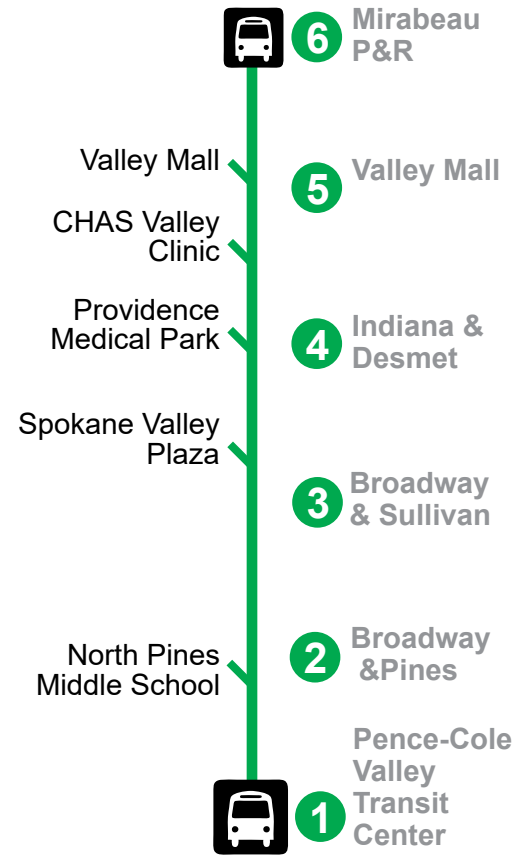 6
Mirabeau
P&R
Valley Mall
5
Valley Mall
CHAS Valley
Clinic
Providence
Medical Park
4
Indiana &
Desmet
Spokane Valley
Plaza
3
Broadway
& Sullivan
North Pines
Middle School
2
Broadway
&Pines
1
Pence-Cole
Valley
Transit
Center